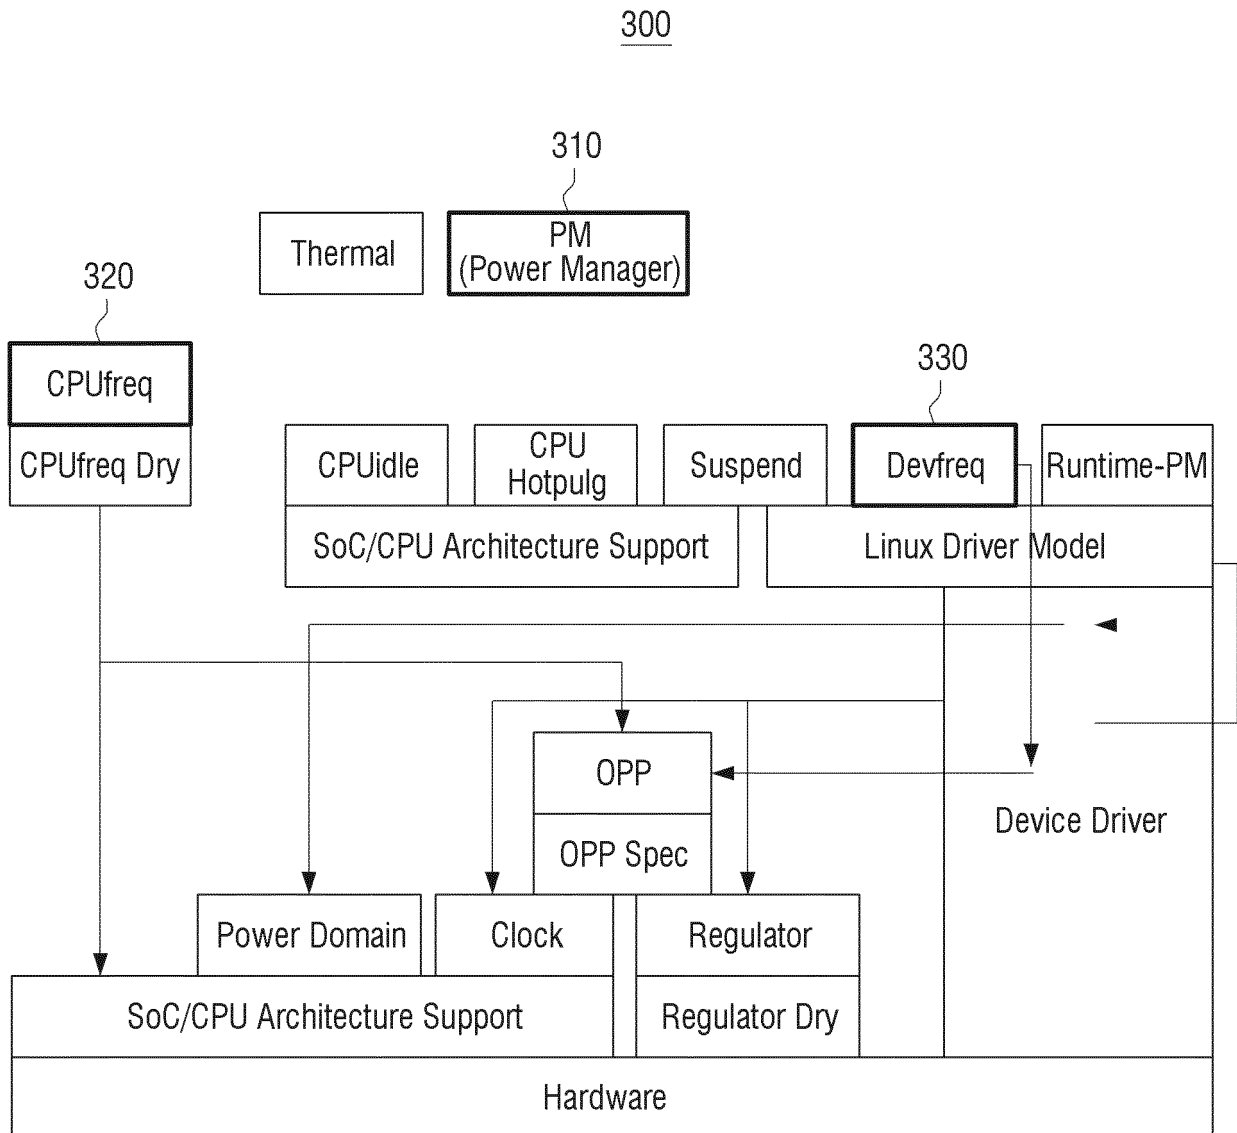 300
310
Thermal
PM
(Power Manager)
320
CPUfreq
330
CPUfreq Dry
CPUidle
CPU
Hotpulg
Suspend
Devfreq
Runtime-PM
SoC/CPU Architecture Support
Linux Driver Model
OPP
OPP Spec
Device Driver
Power Domain
Clock
Regulator
SoC/CPU Architecture Support
Regulator Dry
Hardware